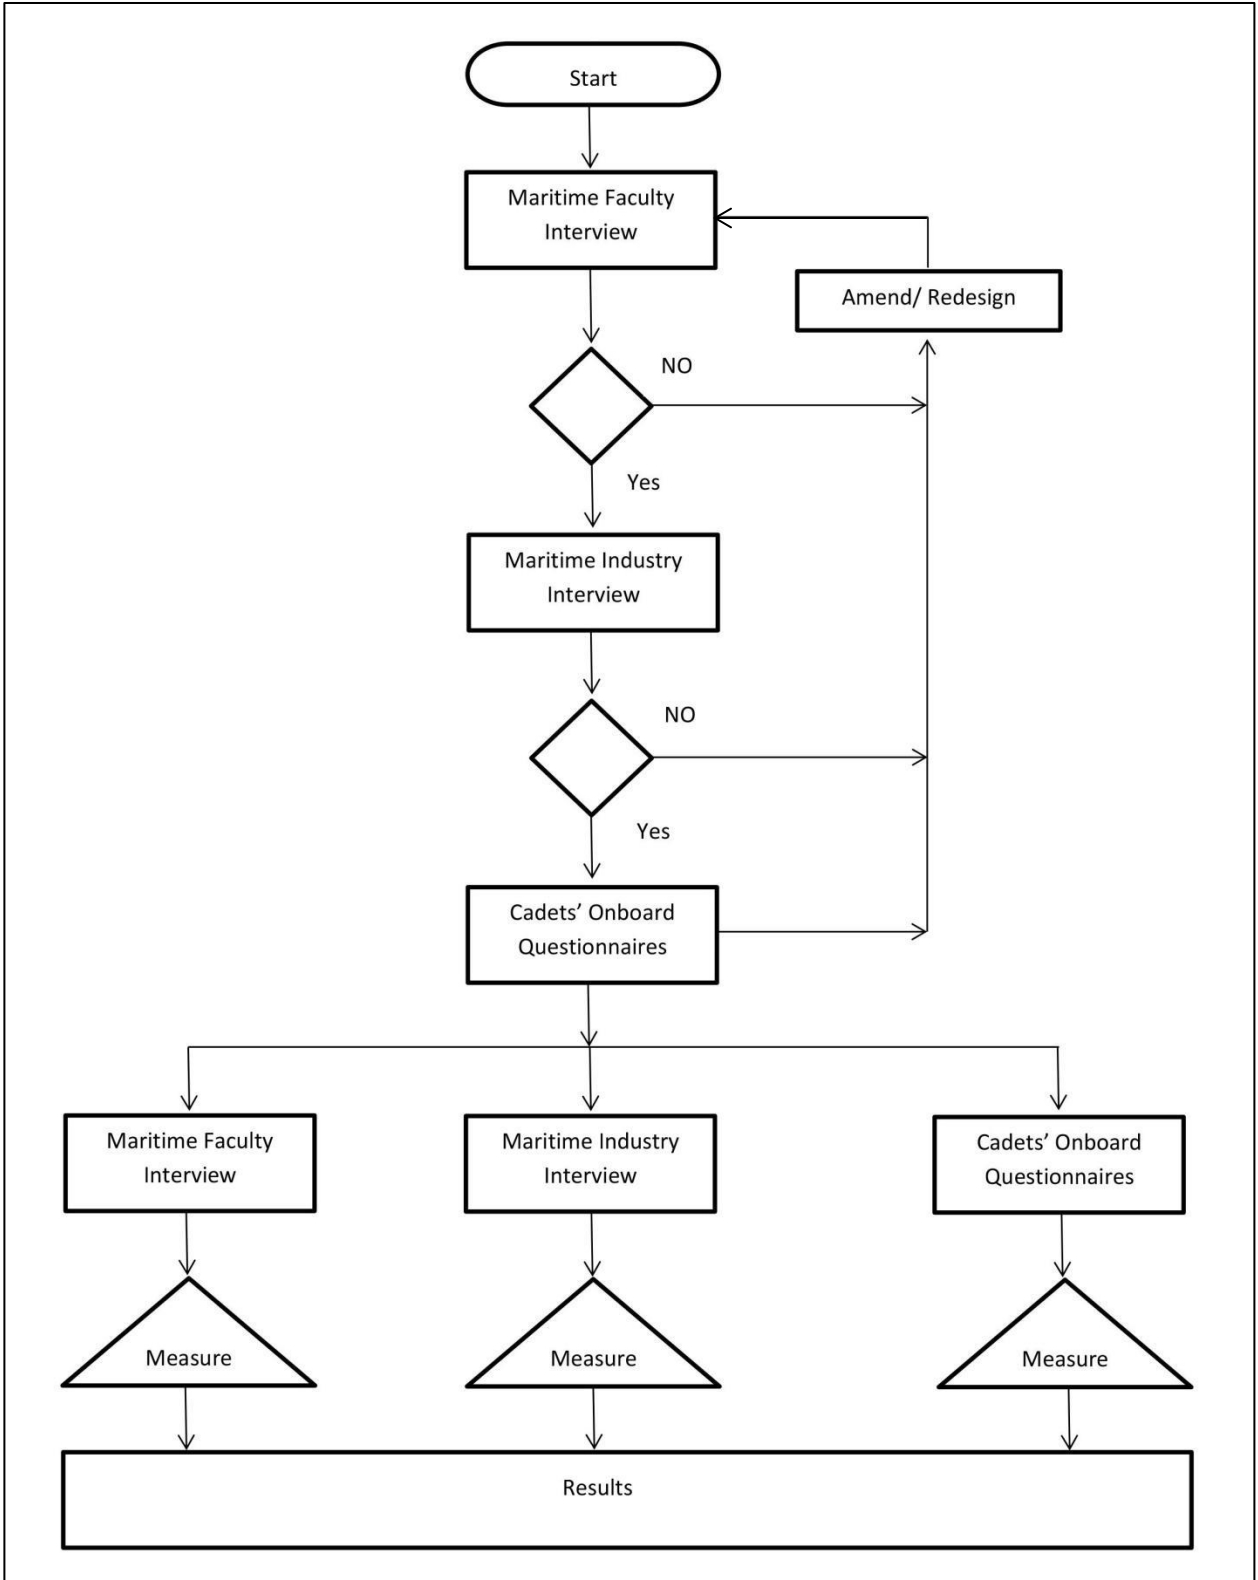 Start
Maritime Faculty
Interview
Amend/ Redesign
NO
Yes
Maritime Industry
Interview
NO
Yes
Cadets’ Onboard
Questionnaires
Maritime Faculty
Interview
Maritime Industry
Interview
Cadets’ Onboard
Questionnaires
Measure
Measure
Measure
Results